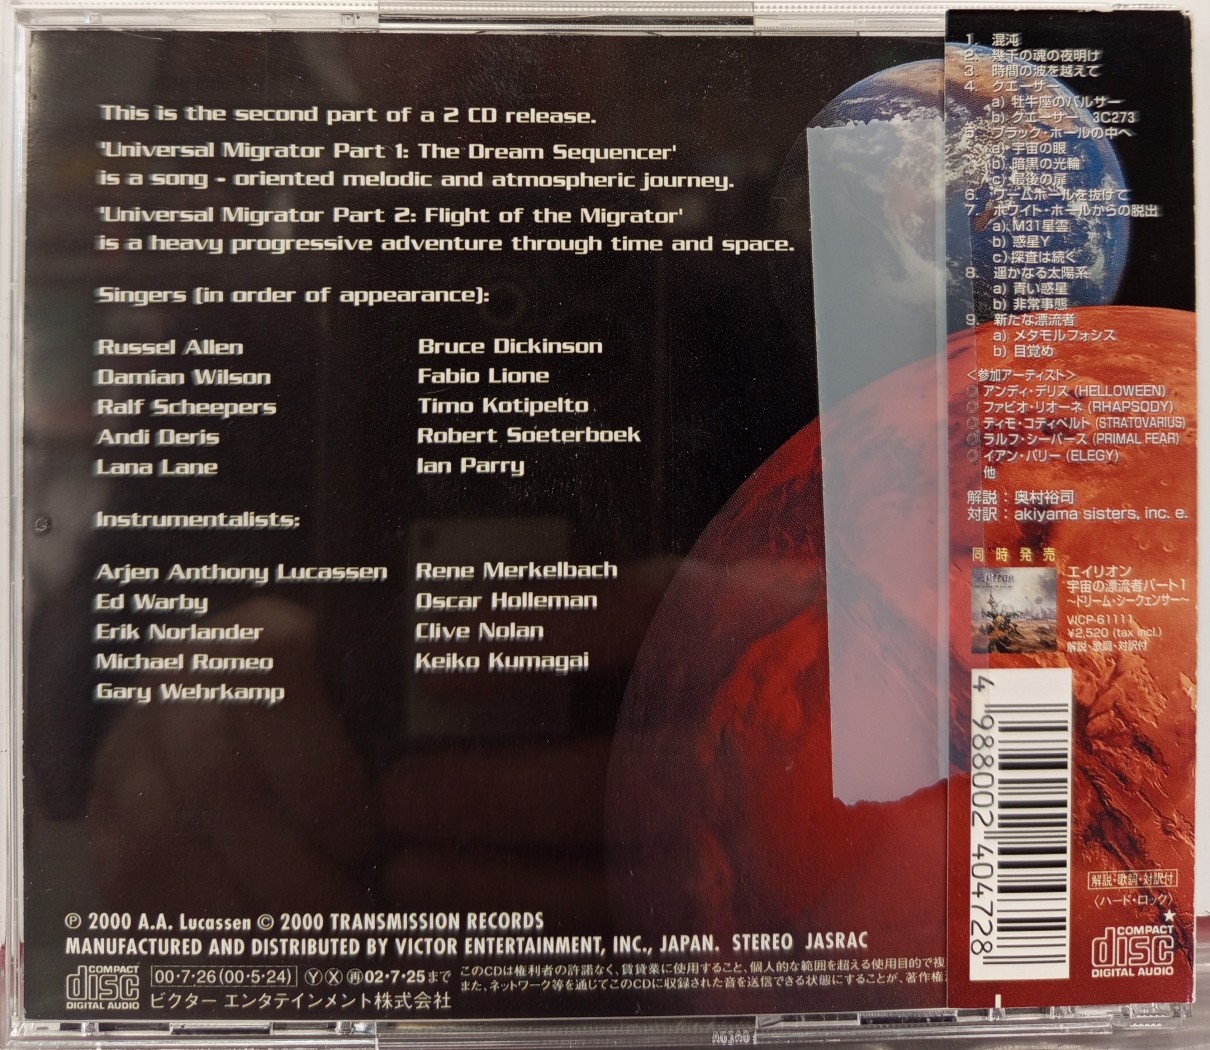 This is the second part of a 2 CD release.
'Universal Migrator Part 1: The Dream Sequencer'
is a song - oriented melodic and atmospheric journey.
'Universal Migrator Part 2: Flight of the Migrator'
is a heavy progressive adventure through time and space.
Singers (in order of appearance):
Russel Allen
Damian Wilson
Ralf Scheepers
Andi Deris
Lana Lane
Bruce Dickinson
Fabio Lione
Timo Kotipelto
Robert Soeterboek
Ian Parry
Instrumentalists:
Arjen Anthony Lucassen
Ed Warby
Erik Norlander
Michael Romeo
Gary Wehrkamp
Rene Merkelbach
Oscar Holleman
Clive Nolan
Keiko Kumagai
℗ 2000 A.A. Lucassen © 2000 TRANSMISSION RECORDS
MANUFACTURED AND DISTRIBUTED BY VICTOR ENTERTAINMENT, INC., JAPAN. STEREO JASRAC
COMPACT disc DIGITAL AUDIO
00・7・26(00・5・24) Ⓨ Ⓧ ㊢02・7・25まで
ビクター エンタテインメント株式会社
このCDは権利者の許諾なく、賃貸業に使用すること、個人的な範囲を超える使用目的で複
また、ネットワーク等を通じてこのCDに収録された音を送信できる状態にすることが、著作権法
1. 混沌
2. 幾千の魂の夜明け
3. 時間の波を越えて
4. クエーサー
a) 牡牛座のパルサー
b) クエーサー 3C273
5. ブラック・ホールの中へ
a) 宇宙の眼
b) 暗黒の光輪
c) 最後の扉
6. ワームホールを抜けて
7. ホワイト・ホールからの脱出
a) M31星雲
b) 惑星Y
c) 探査は続く
8. 遥かなる太陽系
a) 青い惑星
b) 非常事態
9. 新たな漂流者
a) メタモルフォシス
b) 目覚め
<参加アーティスト>
◎ アンディ・デリス (HELLOWEEN)
◎ ファビオ・リオーネ (RHAPSODY)
◎ ティモ・コティペルト (STRATOVARIUS)
◎ ラルフ・シーパース (PRIMAL FEAR)
◎ イアン・パリー (ELEGY)
他
解説：奥村裕司
対訳：akiyama sisters, inc. e.
同時発売
エイリオン
宇宙の漂流者パート1
～ドリーム・シークェンサー～
VICP-61111
¥2,520 (tax incl.)
解説・歌詞・対訳付
4 988002 404728
解説・歌詞・対訳付
〈ハード・ロック〉
★
COMPACT disc DIGITAL AUDIO